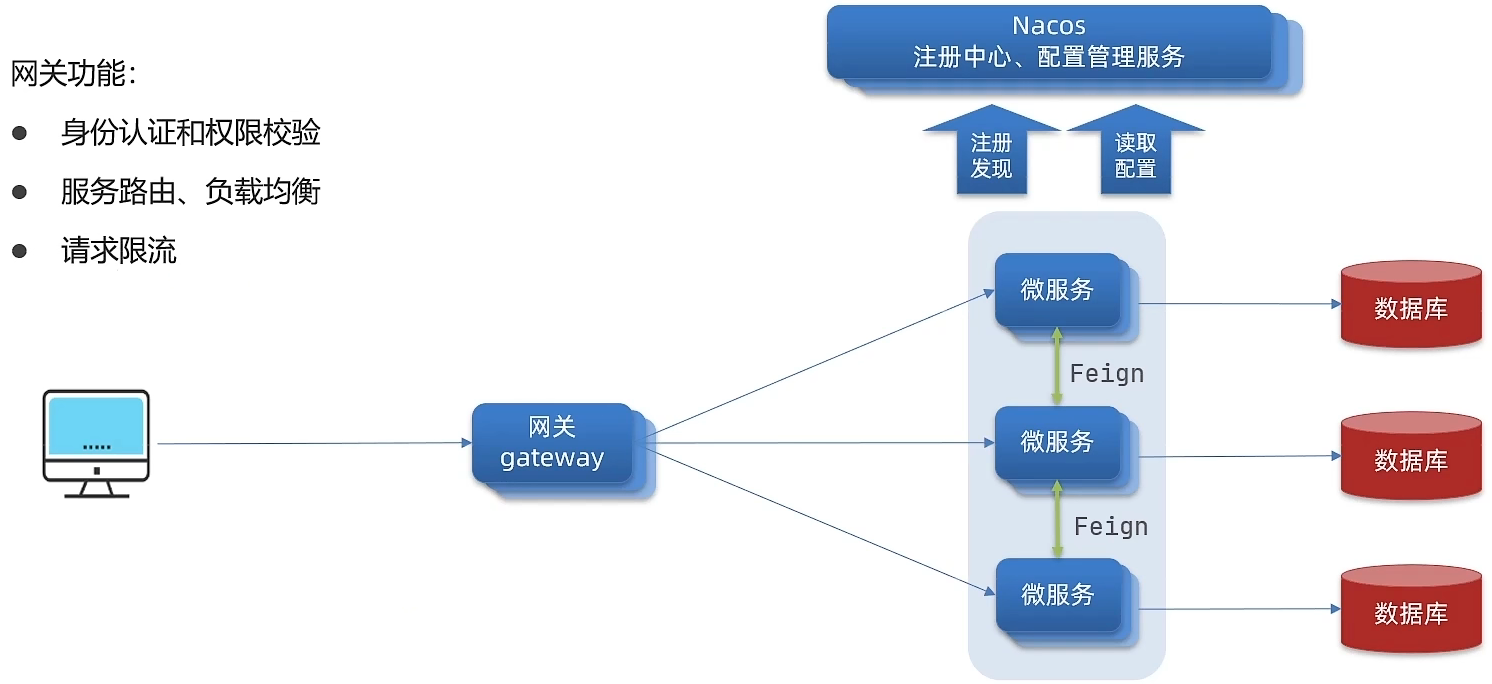 Nacos
注册中心、配置管理服务
网关功能：
● 身份认证和权限校验
● 服务路由、负载均衡
● 请求限流
注册
发现
读取
配置
微服务
数据库
Feign
网关
gateway
微服务
数据库
Feign
微服务
数据库